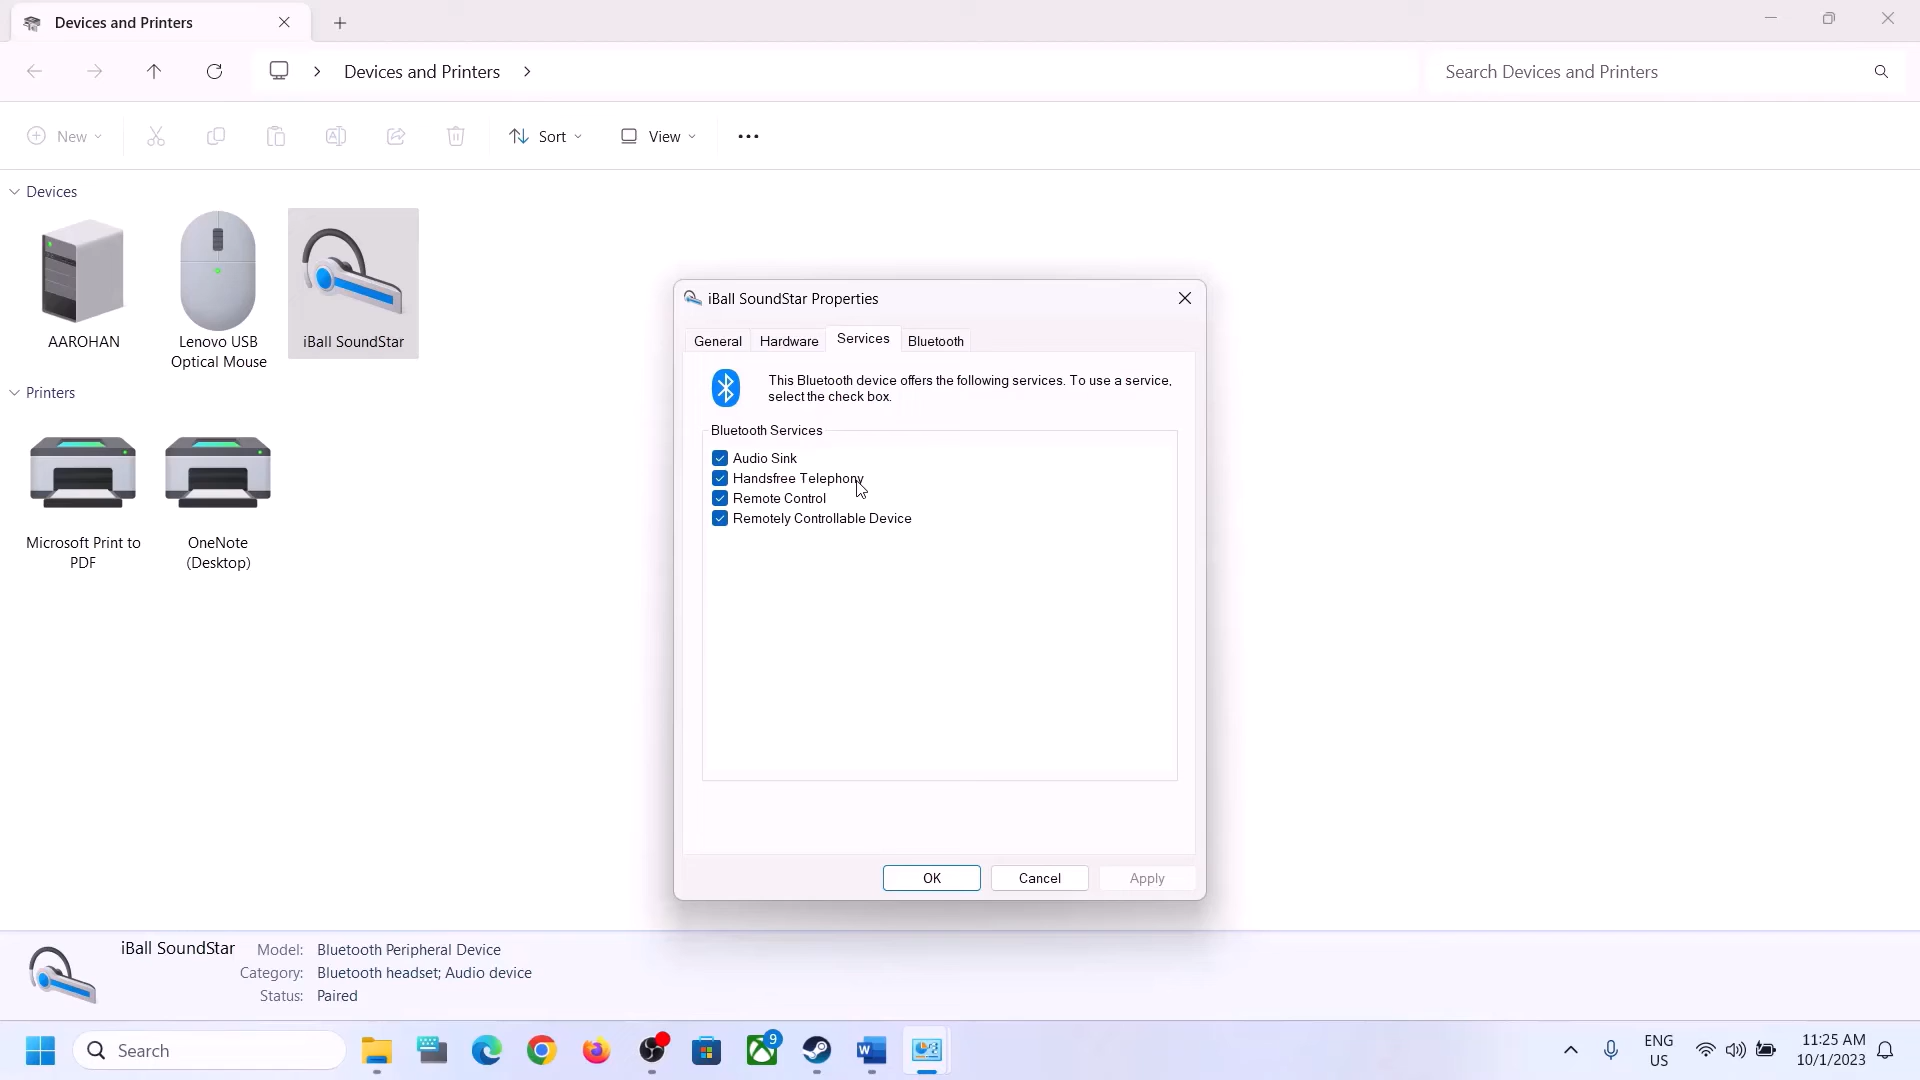 Devices and Printers
Devices and Printers
Search Devices and Printers
New
Sort
View
Devices
AAROHAN
Lenovo USB
Optical Mouse
iBall SoundStar
Printers
Microsoft Print to
PDF
OneNote
(Desktop)
iBall SoundStar Properties
General
Hardware
Services
Bluetooth
This Bluetooth device offers the following services. To use a service,
select the check box.
Bluetooth Services
Audio Sink
Handsfree Telephony
Remote Control
Remotely Controllable Device
OK
Cancel
Apply
iBall SoundStar
Model: Bluetooth Peripheral Device
Category: Bluetooth headset; Audio device
Status: Paired
Search
9
ENG
US
11:25 AM
10/1/2023